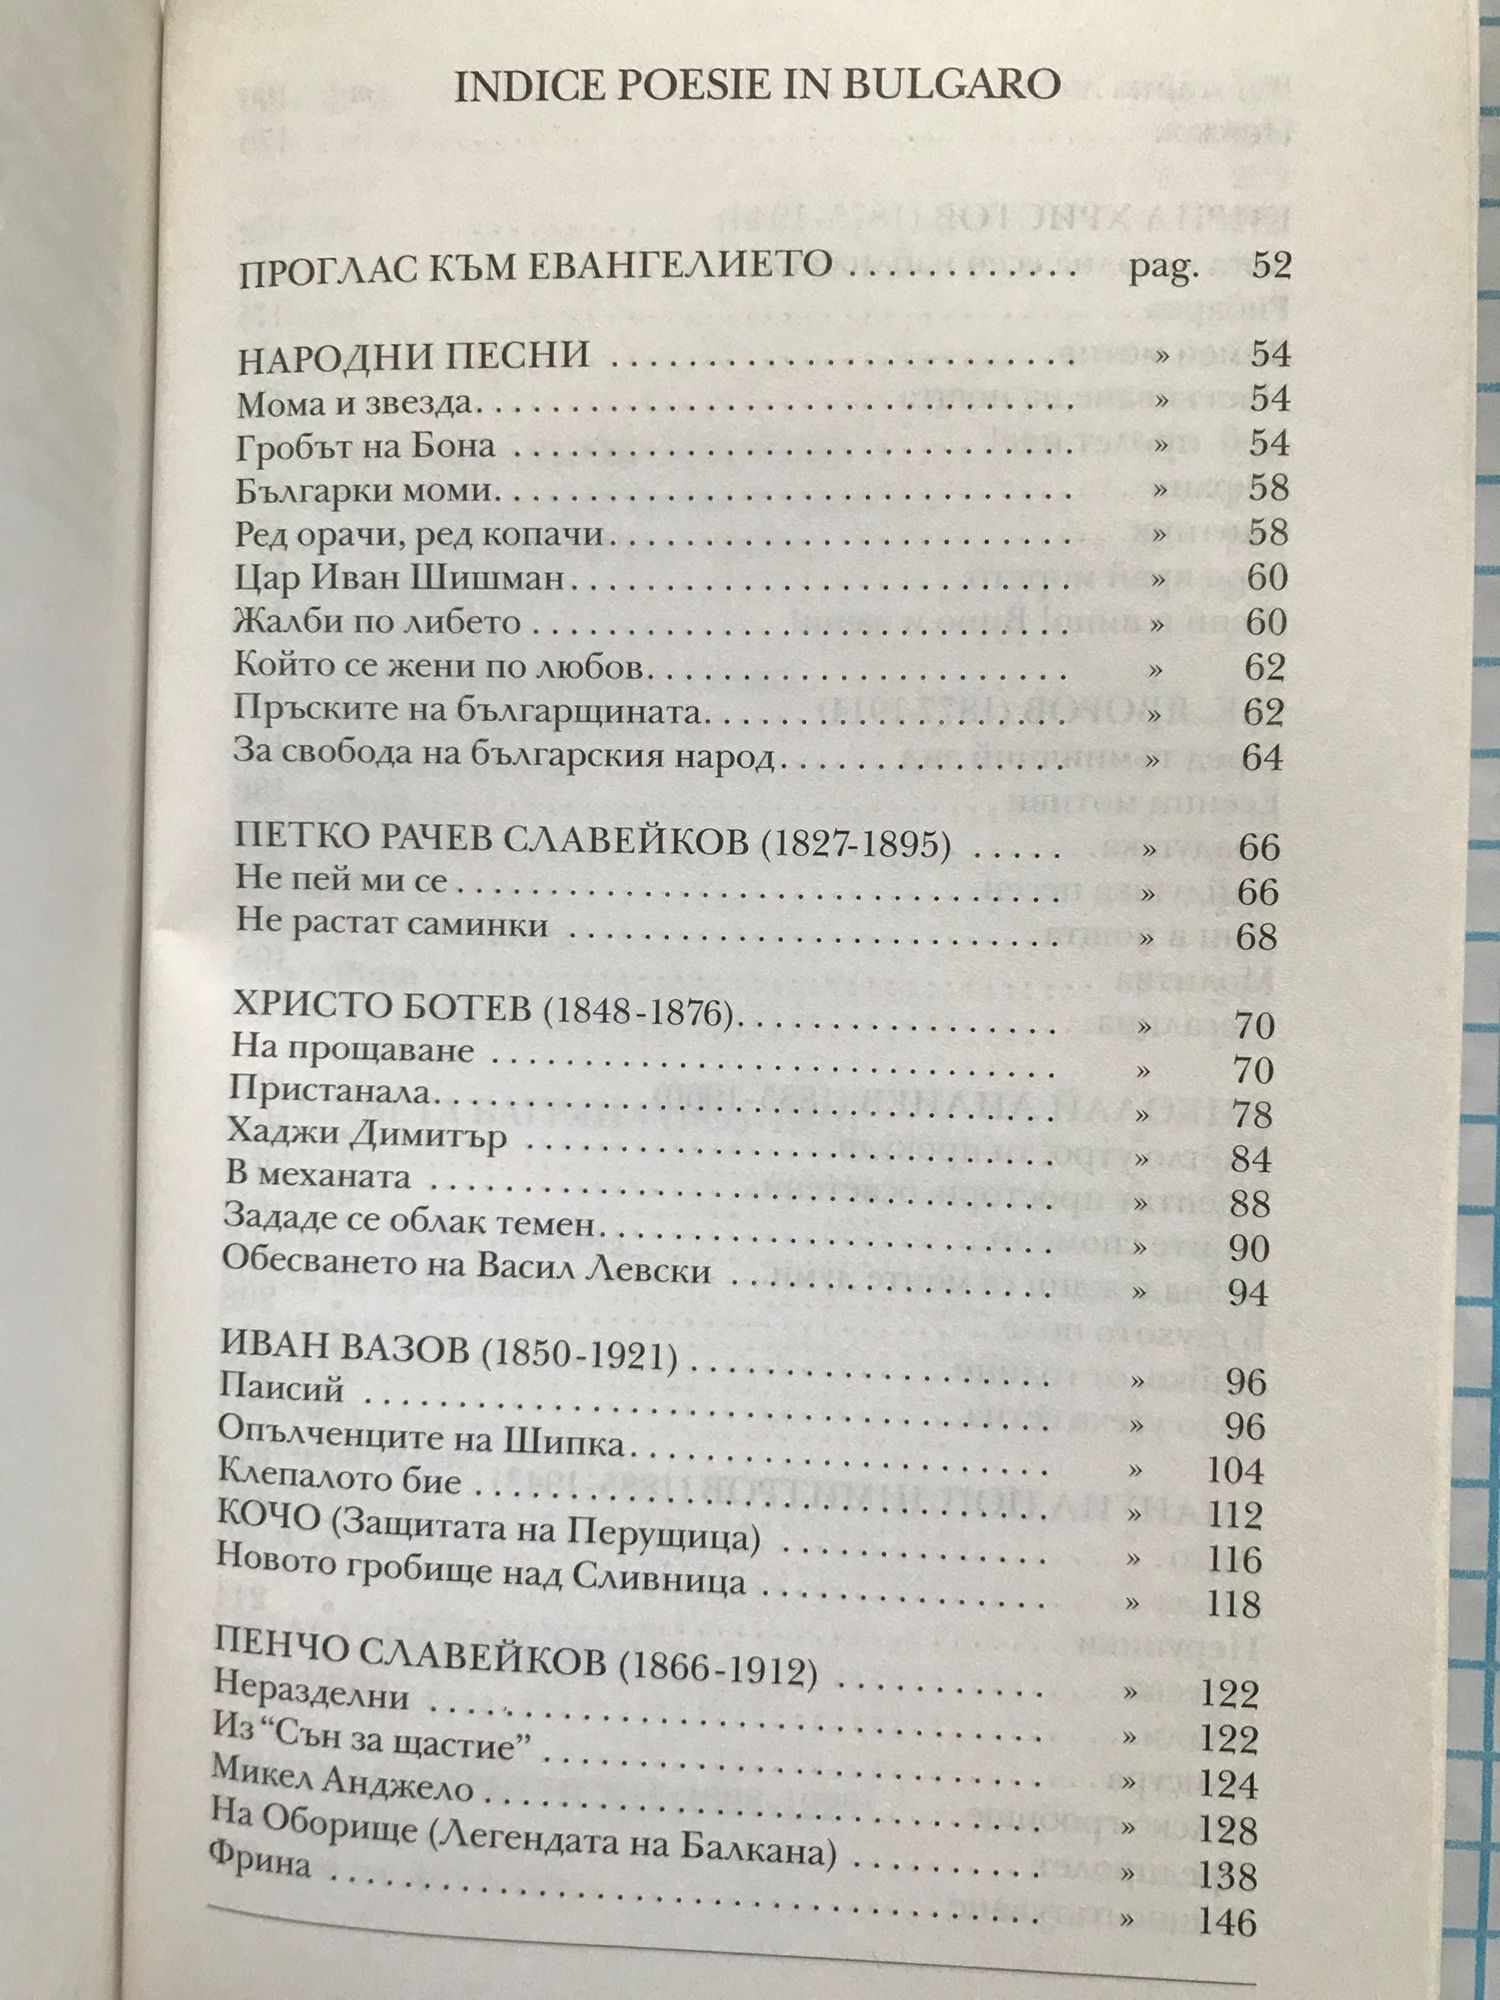 INDICE POESIE IN BULGARO
ПРОГЛАС КЪМ ЕВАНГЕЛИЕТО ............ pag. 52
НАРОДНИ ПЕСНИ ........................ » 54
Мома и звезда............................... » 54
Гробът на Бона ............................. » 54
Българки моми.............................. » 58
Ред орачи, ред копачи........................ » 58
Цар Иван Шишман.......................... » 60
Жалби по либето ............................ » 60
Който се жени по любов...................... » 62
Пръските на българщината................... » 62
За свобода на българския народ............... » 64
ПЕТКО РАЧЕВ СЛАВЕЙКОВ (1827-1895) ..... » 66
Не пей ми се ................................ » 66
Не растат саминки .......................... » 68
ХРИСТО БОТЕВ (1848-1876)................. » 70
На прощаване .............................. » 70
Пристанала................................. » 78
Хаджи Димитър ............................ » 84
В механата ................................. » 88
Зададе се облак темен........................ » 90
Обесването на Васил Левски ................. » 94
ИВАН ВАЗОВ (1850-1921) ................... » 96
Паисий .................................... » 96
Опълченците на Шипка...................... » 104
Клепалото бие .............................. » 112
КОЧО (Защитата на Перущица) .............. » 116
Новото гробище над Сливница ............... » 118
ПЕНЧО СЛАВЕЙКОВ (1866-1912) ........... » 122
Неразделни ................................ » 122
Из “Сън за щастие” .......................... » 124
Микел Анджело ............................. » 128
На Оборище (Легендата на Балкана) .......... » 138
Фрина ..................................... » 146